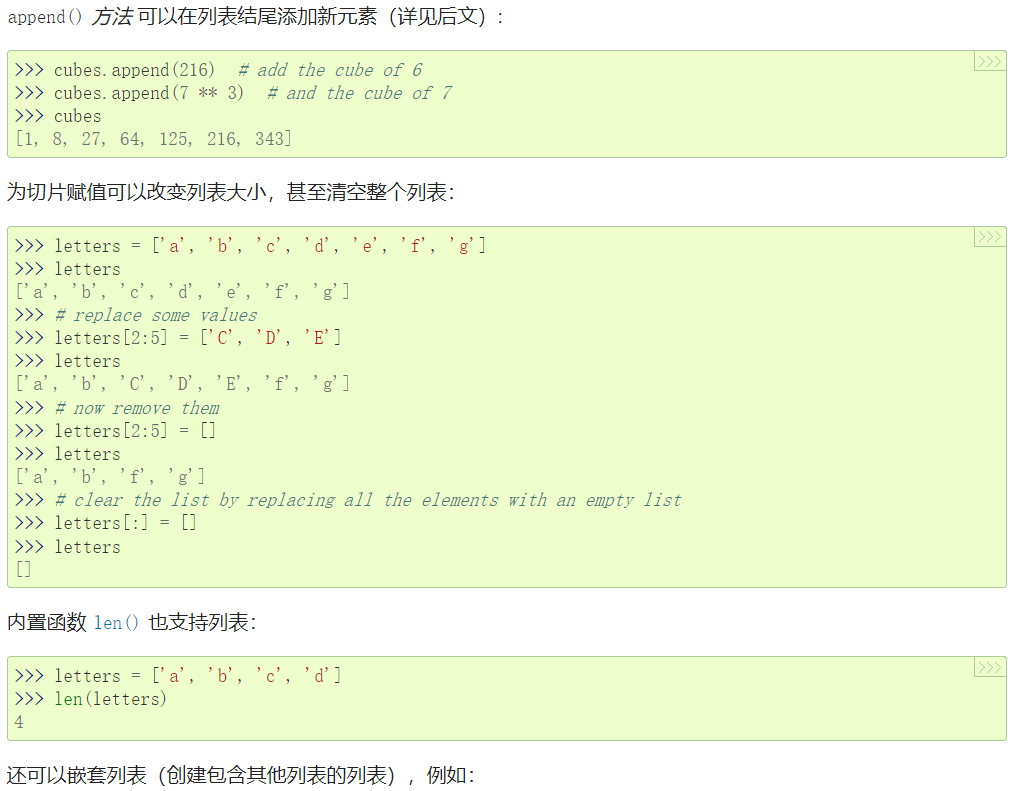 append() 方法 可以在列表结尾添加新元素（详见后文）：
>>>
>>> cubes.append(216)  # add the cube of 6
>>> cubes.append(7 ** 3)  # and the cube of 7
>>> cubes
[1, 8, 27, 64, 125, 216, 343]
为切片赋值可以改变列表大小，甚至清空整个列表：
>>>
>>> letters = ['a', 'b', 'c', 'd', 'e', 'f', 'g']
>>> letters
['a', 'b', 'c', 'd', 'e', 'f', 'g']
>>> # replace some values
>>> letters[2:5] = ['C', 'D', 'E']
>>> letters
['a', 'b', 'C', 'D', 'E', 'f', 'g']
>>> # now remove them
>>> letters[2:5] = []
>>> letters
['a', 'b', 'f', 'g']
>>> # clear the list by replacing all the elements with an empty list
>>> letters[:] = []
>>> letters
[]
内置函数 len() 也支持列表：
>>>
>>> letters = ['a', 'b', 'c', 'd']
>>> len(letters)
4
还可以嵌套列表（创建包含其他列表的列表），例如：